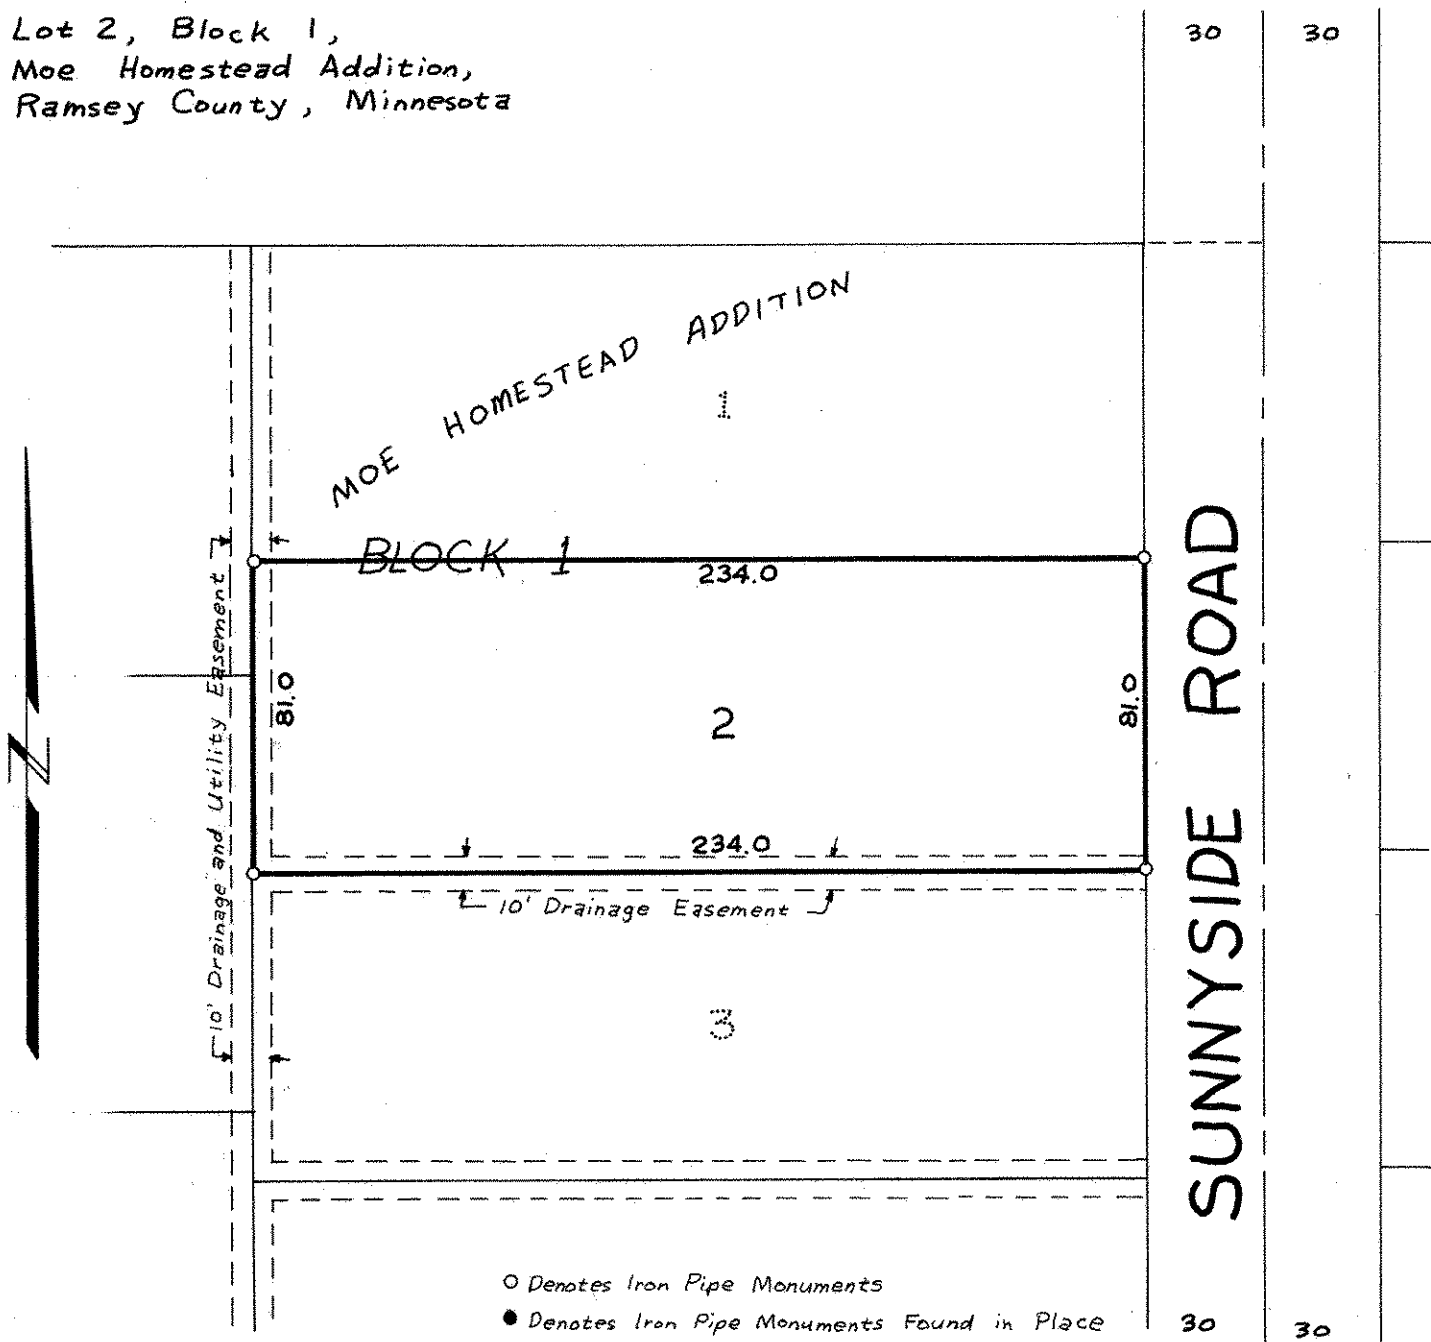 Lot 2, Block 1,
Moe Homestead Addition,
Ramsey County, Minnesota
30 30
MOE HOMESTEAD ADDITION
1
BLOCK 1
234.0
10' Drainage and Utility Easement
N
81.0
2
81.0
SUNNYSIDE ROAD
234.0
10' Drainage Easement
3
○ Denotes Iron Pipe Monuments
● Denotes Iron Pipe Monuments Found in Place
30 30